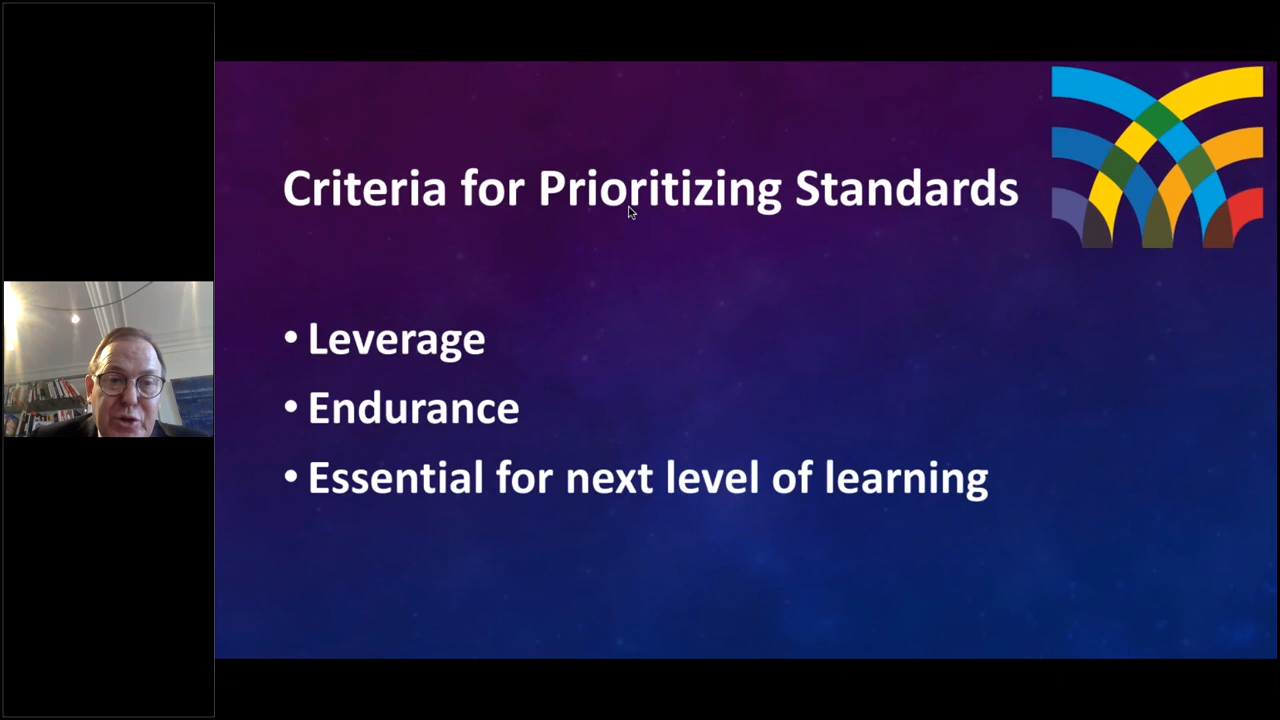 Criteria for Prioritizing Standards
• Leverage
• Endurance
• Essential for next level of learning